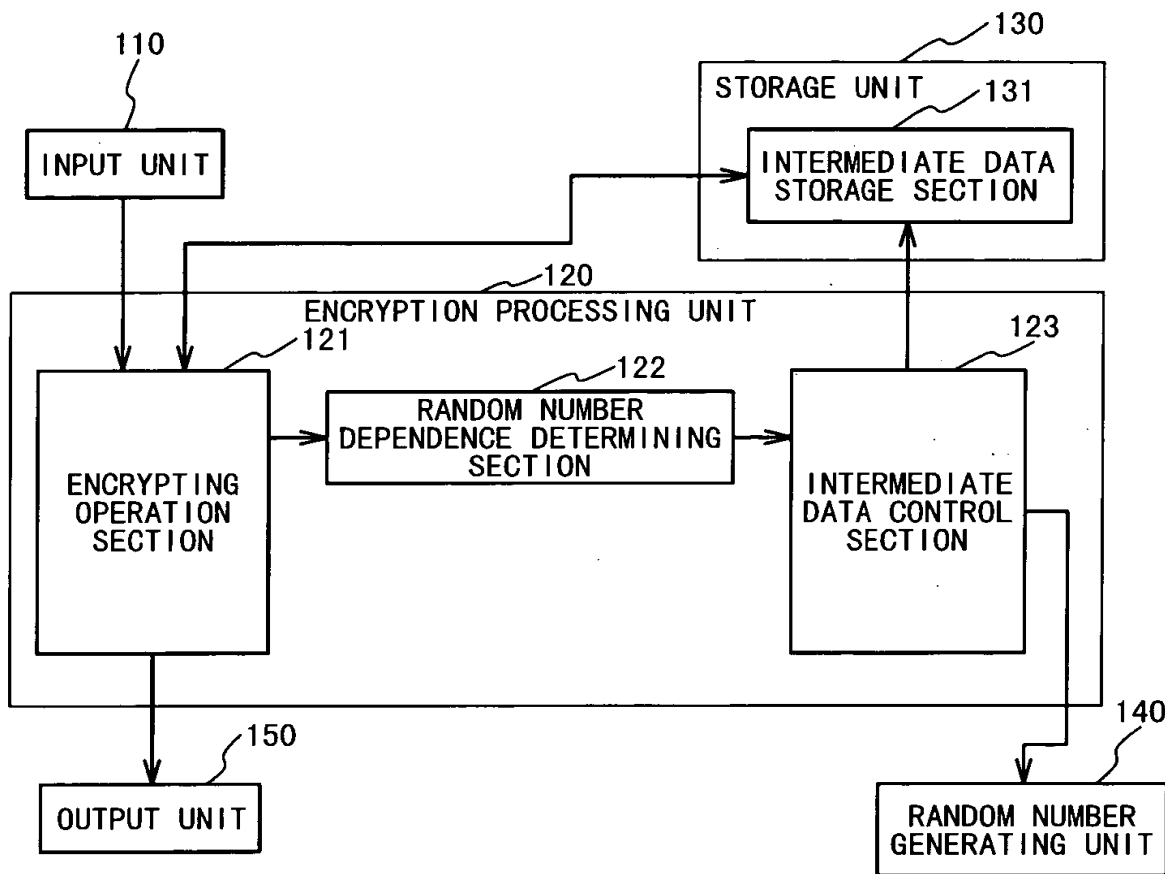 110
130
STORAGE UNIT
131
INPUT UNIT
INTERMEDIATE DATA
STORAGE SECTION
120
ENCRYPTION PROCESSING UNIT
121
122
123
RANDOM NUMBER
DEPENDENCE DETERMINING
SECTION
ENCRYPTING
OPERATION
SECTION
INTERMEDIATE
DATA CONTROL
SECTION
150
140
OUTPUT UNIT
RANDOM NUMBER
GENERATING UNIT